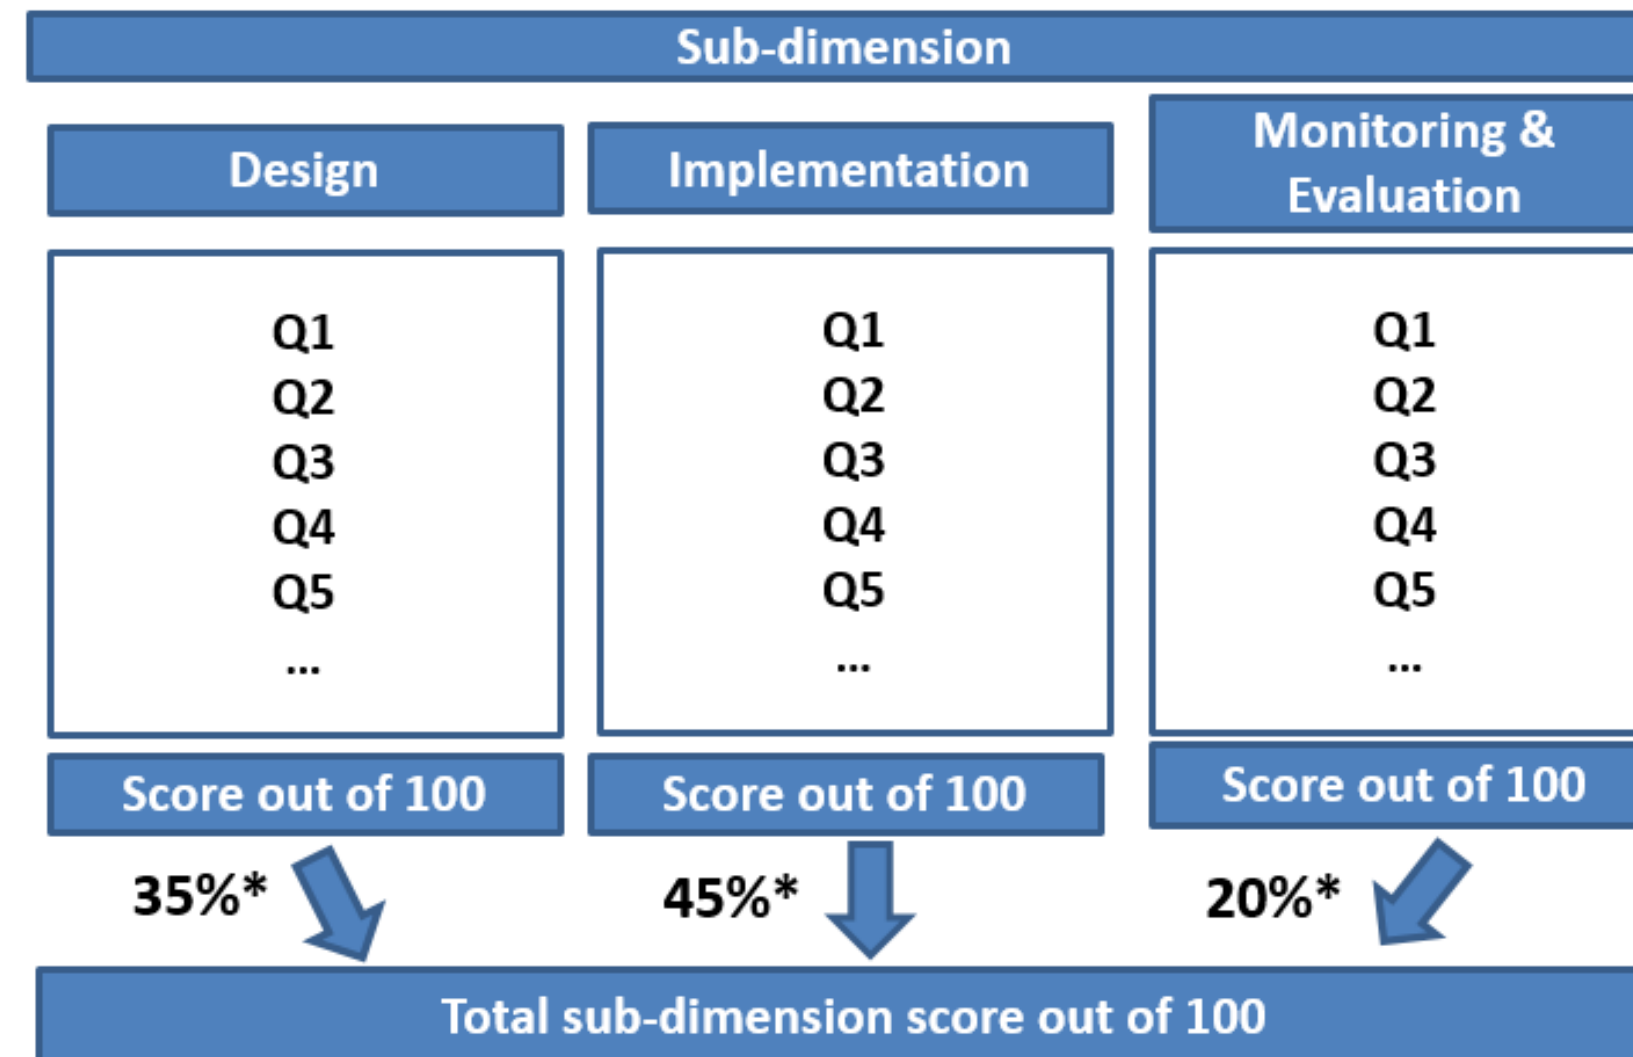 Sub-dimension
Design
Implementation
Monitoring &
Evaluation
Q1
Q2
Q3
Q4
Q5
...
Q1
Q2
Q3
Q4
Q5
...
Q1
Q2
Q3
Q4
Q5
...
Score out of 100
Score out of 100
Score out of 100
35%*
45%*
20%*
Total sub-dimension score out of 100